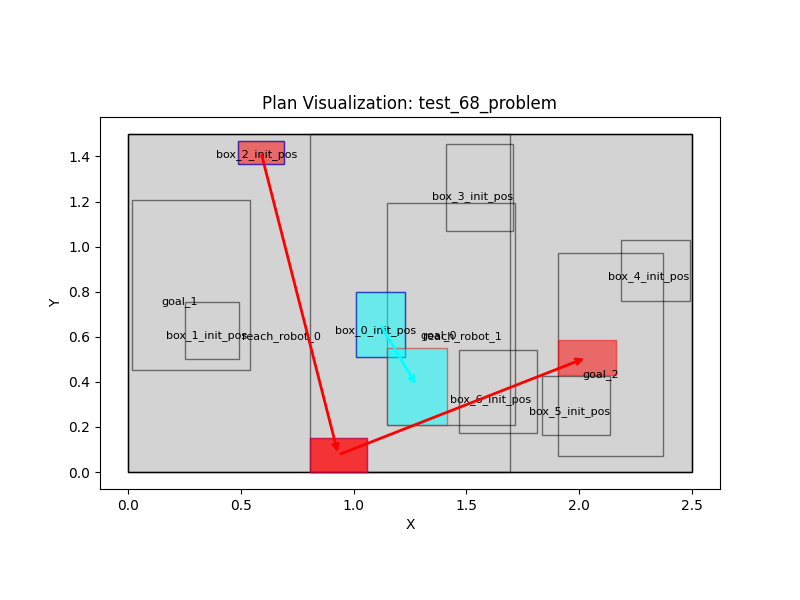 Plan Visualization: test_68_problem
Y
1.4
1.2
1.0
0.8
0.6
0.4
0.2
0.0
box_2_init_pos
box_3_init_pos
box_4_init_pos
goal_1
box_1_init_pos
reach_robot_0
box_0_init_pos
goal_0
reach_robot_1
goal_2
box_6_init_pos
box_5_init_pos
0.0
0.5
1.0
1.5
2.0
2.5
X